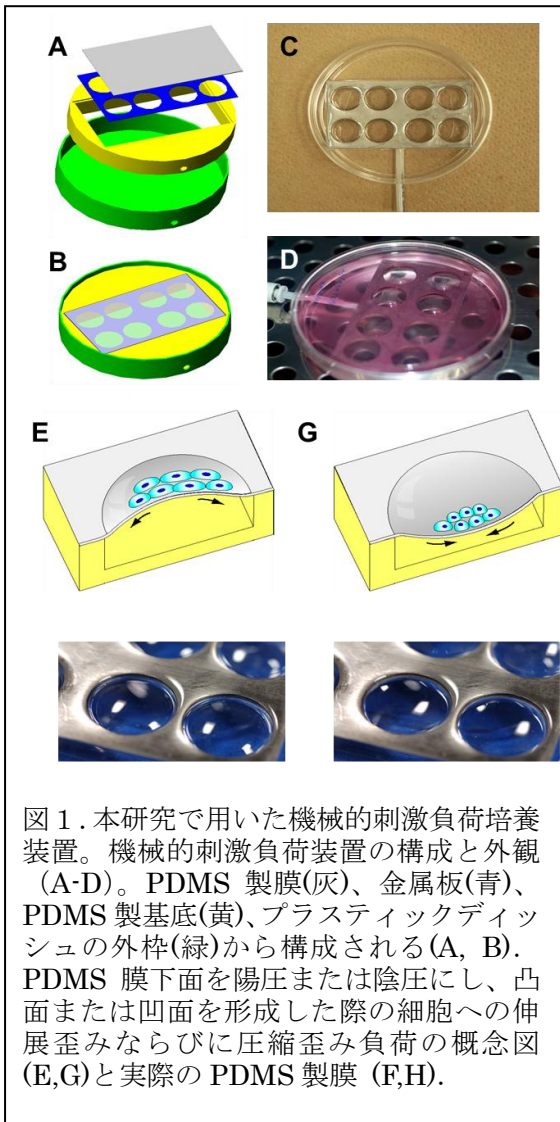 A
C
B
D
E
G
図１. 本研究で用いた機械的刺激負荷培養
装置。機械的刺激負荷装置の構成と外観
（A-D）。PDMS 製膜(灰)、金属板(青)、
PDMS 製基底(黄)、プラスティックディッ
シュの外枠(緑)から構成される(A, B).
PDMS 膜下面を陽圧または陰圧にし、凸
面または凹面を形成した際の細胞への伸
展歪みならびに圧縮歪み負荷の概念図
(E,G)と実際の PDMS 製膜 (F,H).